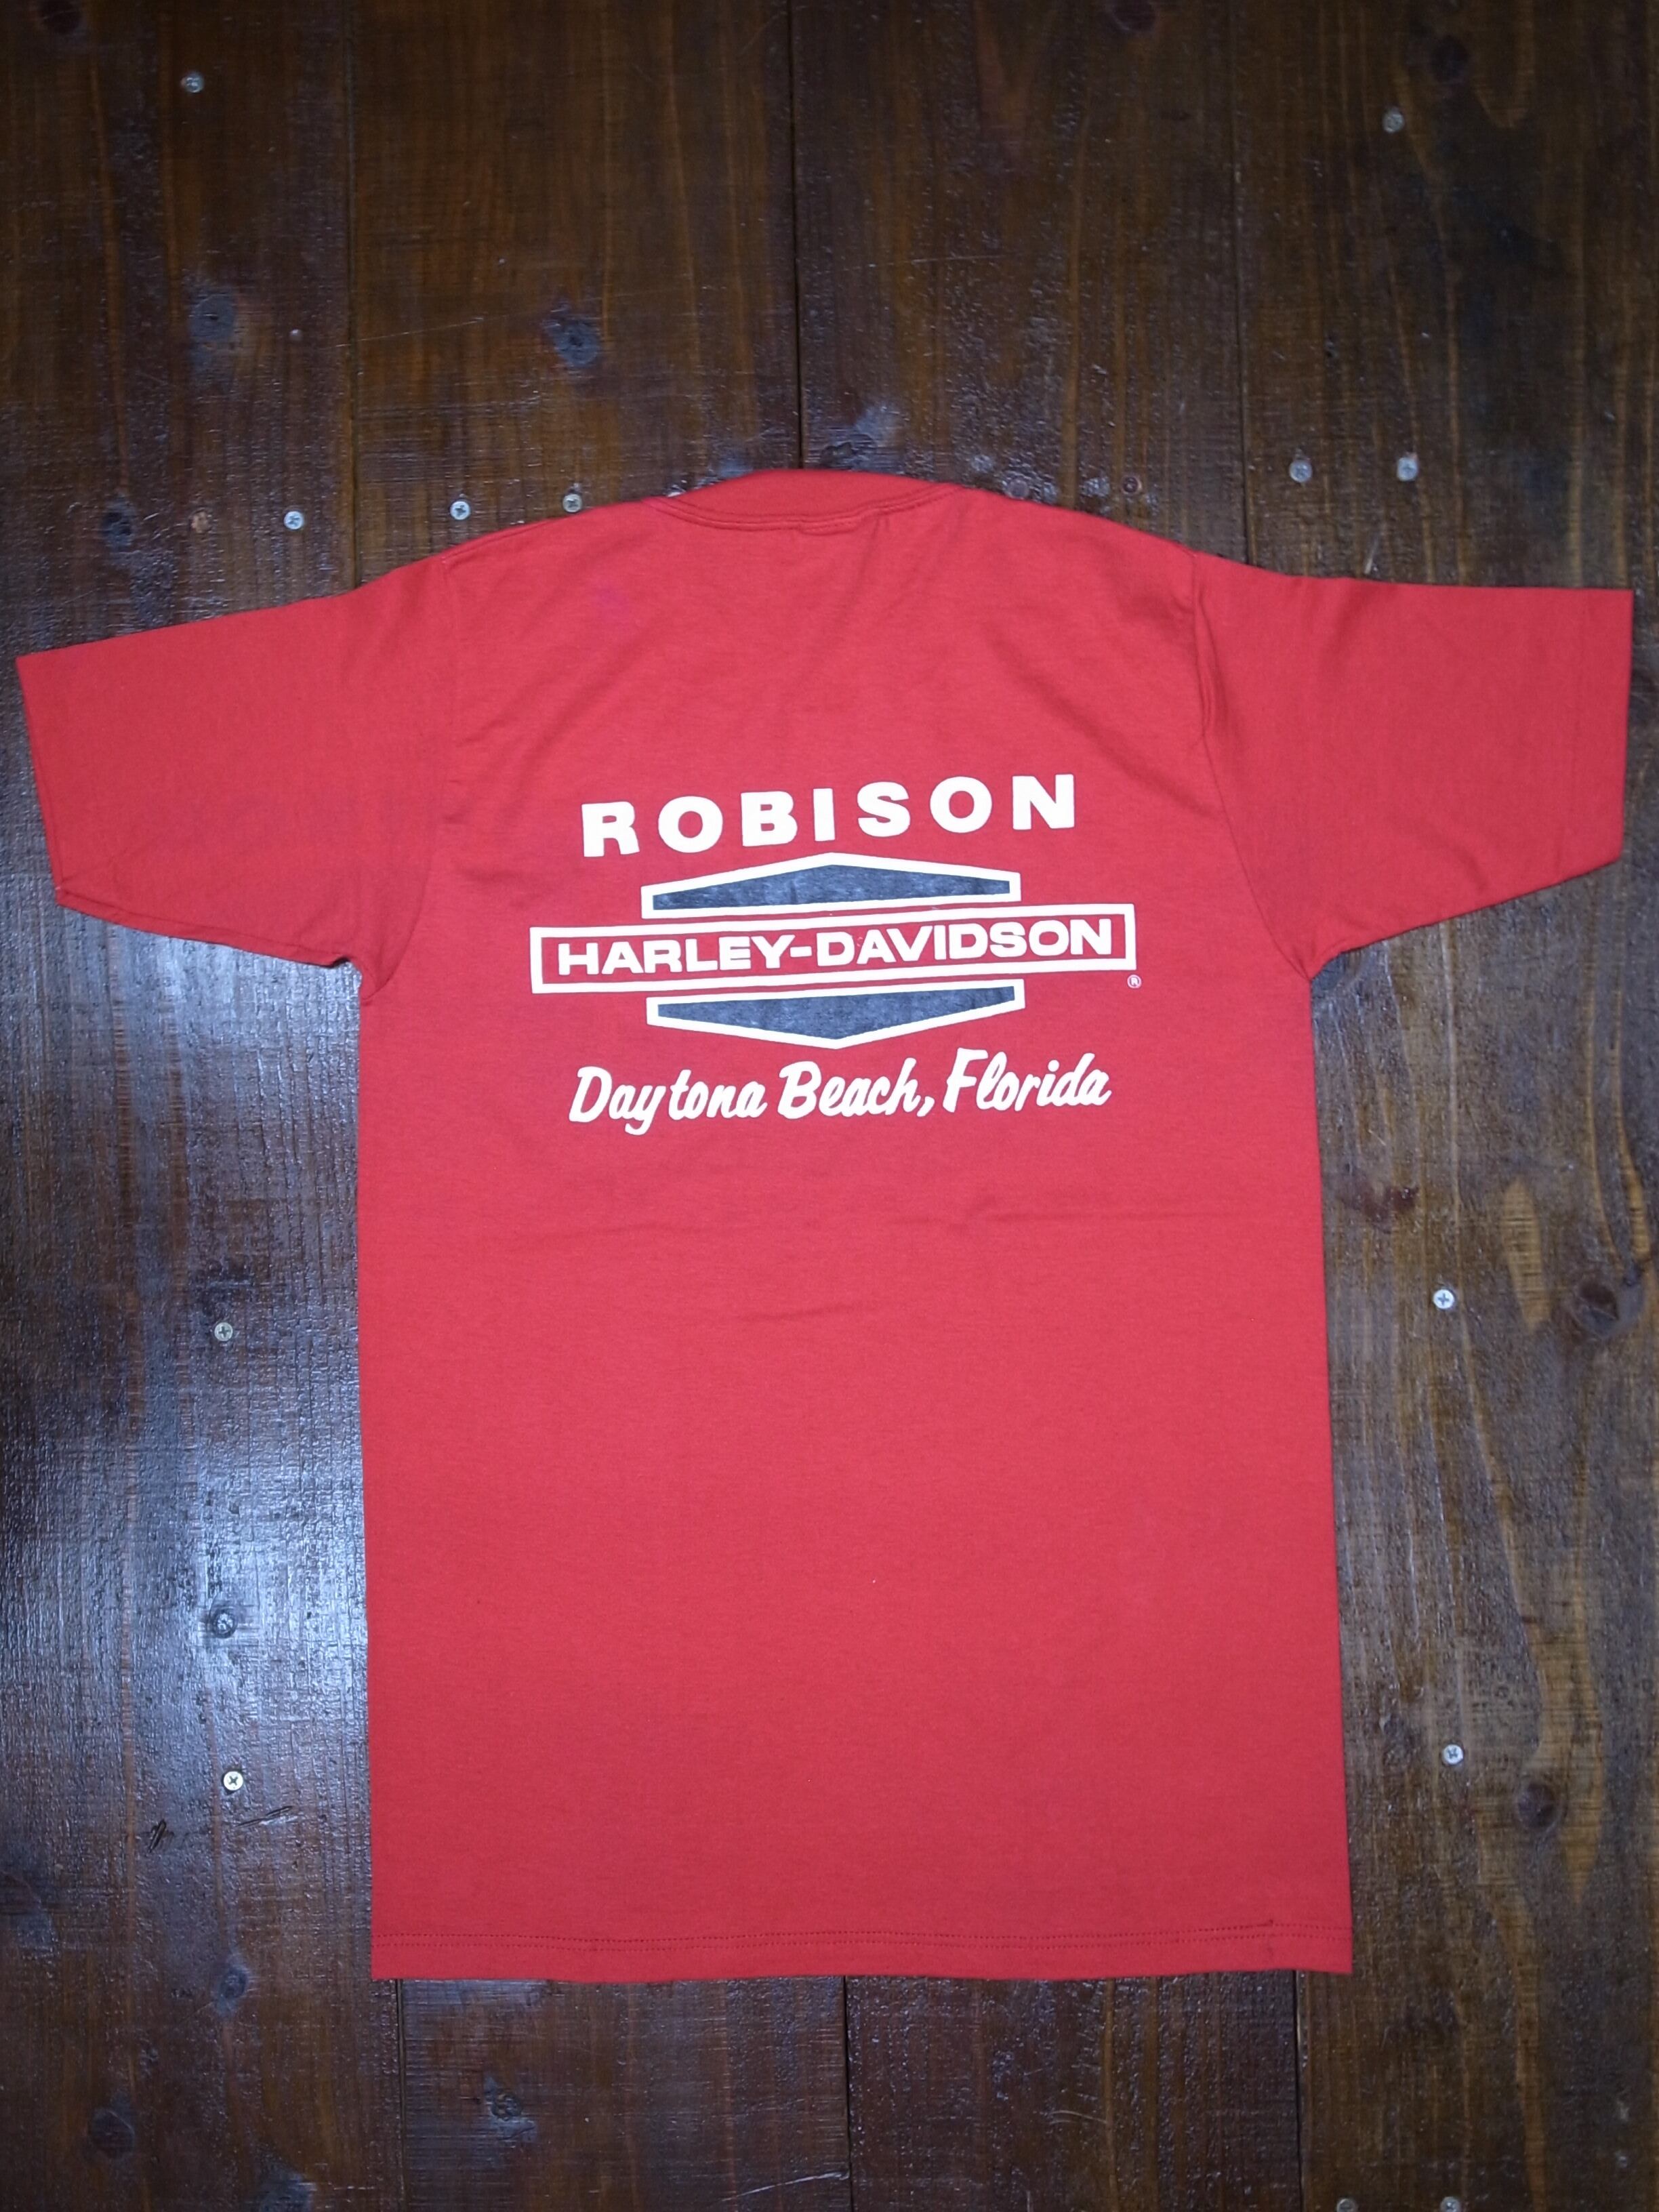 ROBISON
HARLEY-DAVIDSON
®
Daytona Beach, Florida